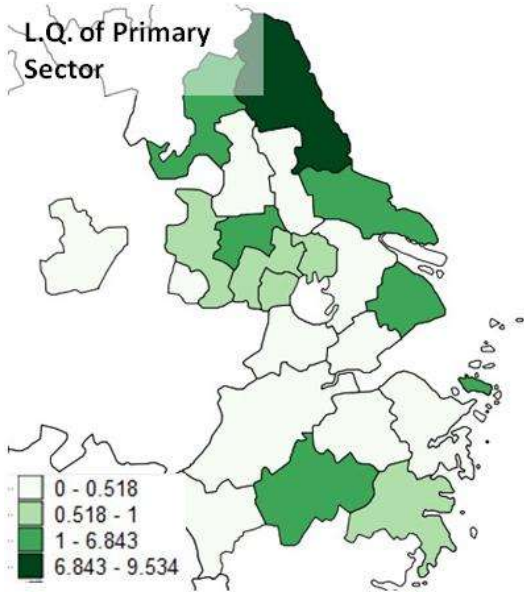 L.Q. of Primary
Sector
0 - 0.518
0.518 - 1
1 - 6.843
6.843 - 9.534